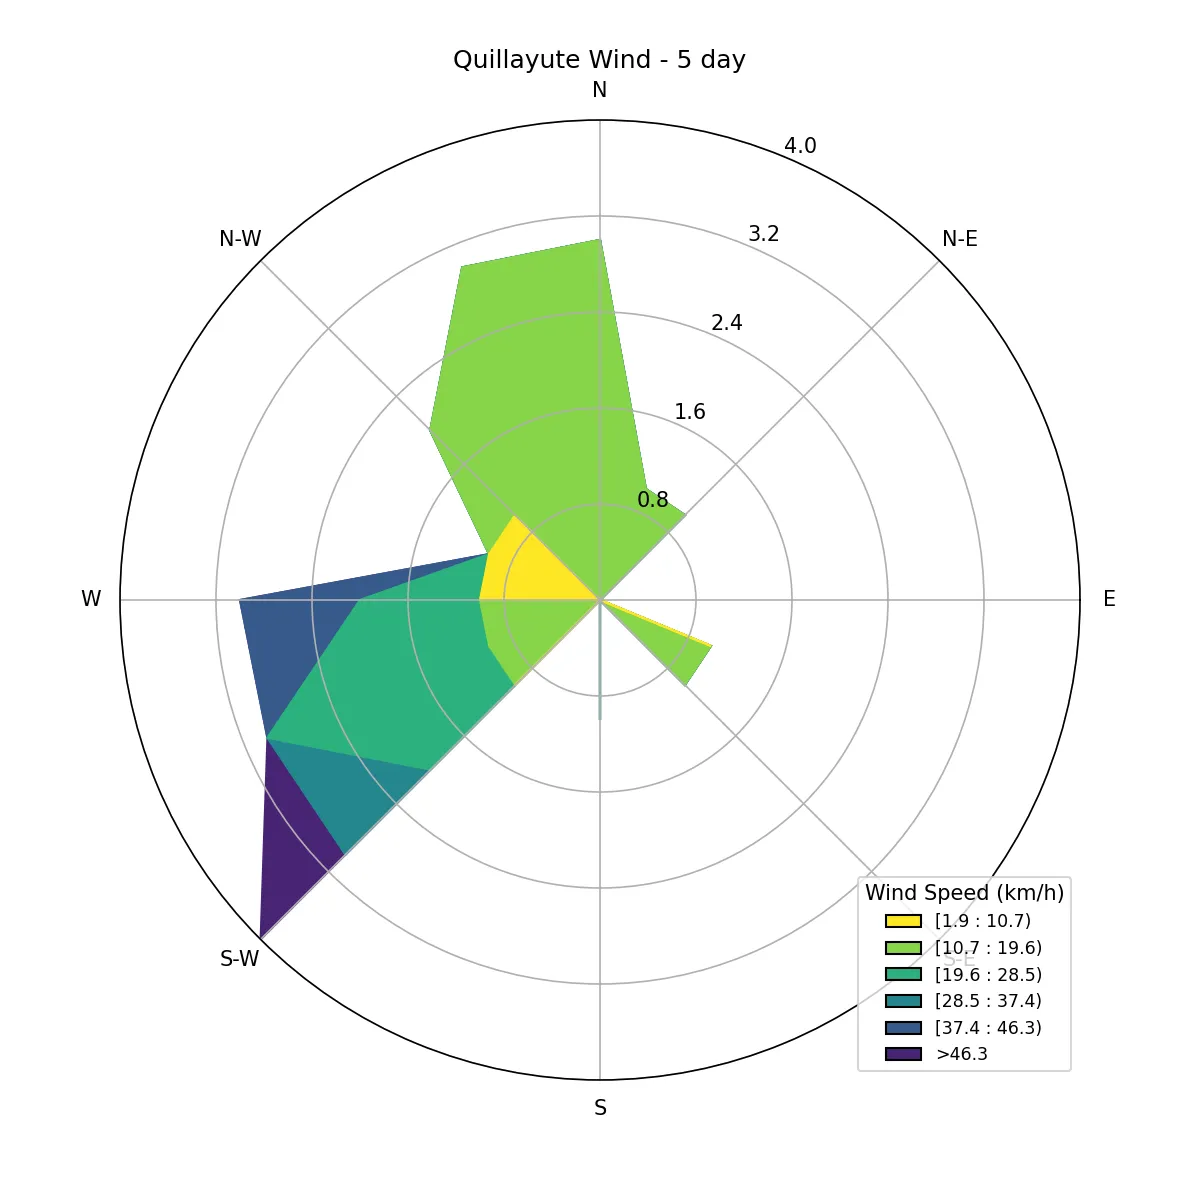 Quillayute Wind - 5 day
N
4.0
N-W
N-E
3.2
2.4
1.6
0.8
W
E
S-W
S-E
Wind Speed (km/h)
[1.9 : 10.7)
[10.7 : 19.6)
[19.6 : 28.5)
[28.5 : 37.4)
[37.4 : 46.3)
>46.3
S